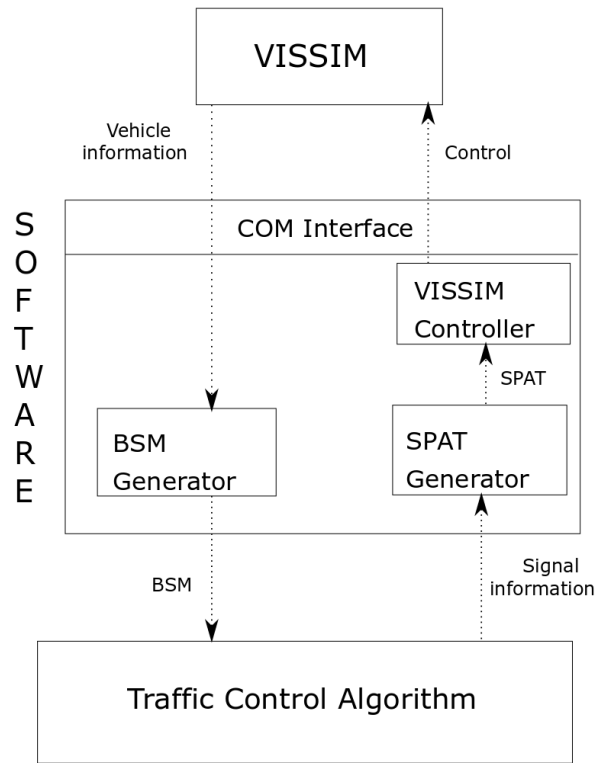 VISSIM
Vehicle
information
Control
SOFTWARE
COM Interface
VISSIM
Controller
SPAT
BSM
Generator
SPAT
Generator
BSM
Signal
information
Traffic Control Algorithm